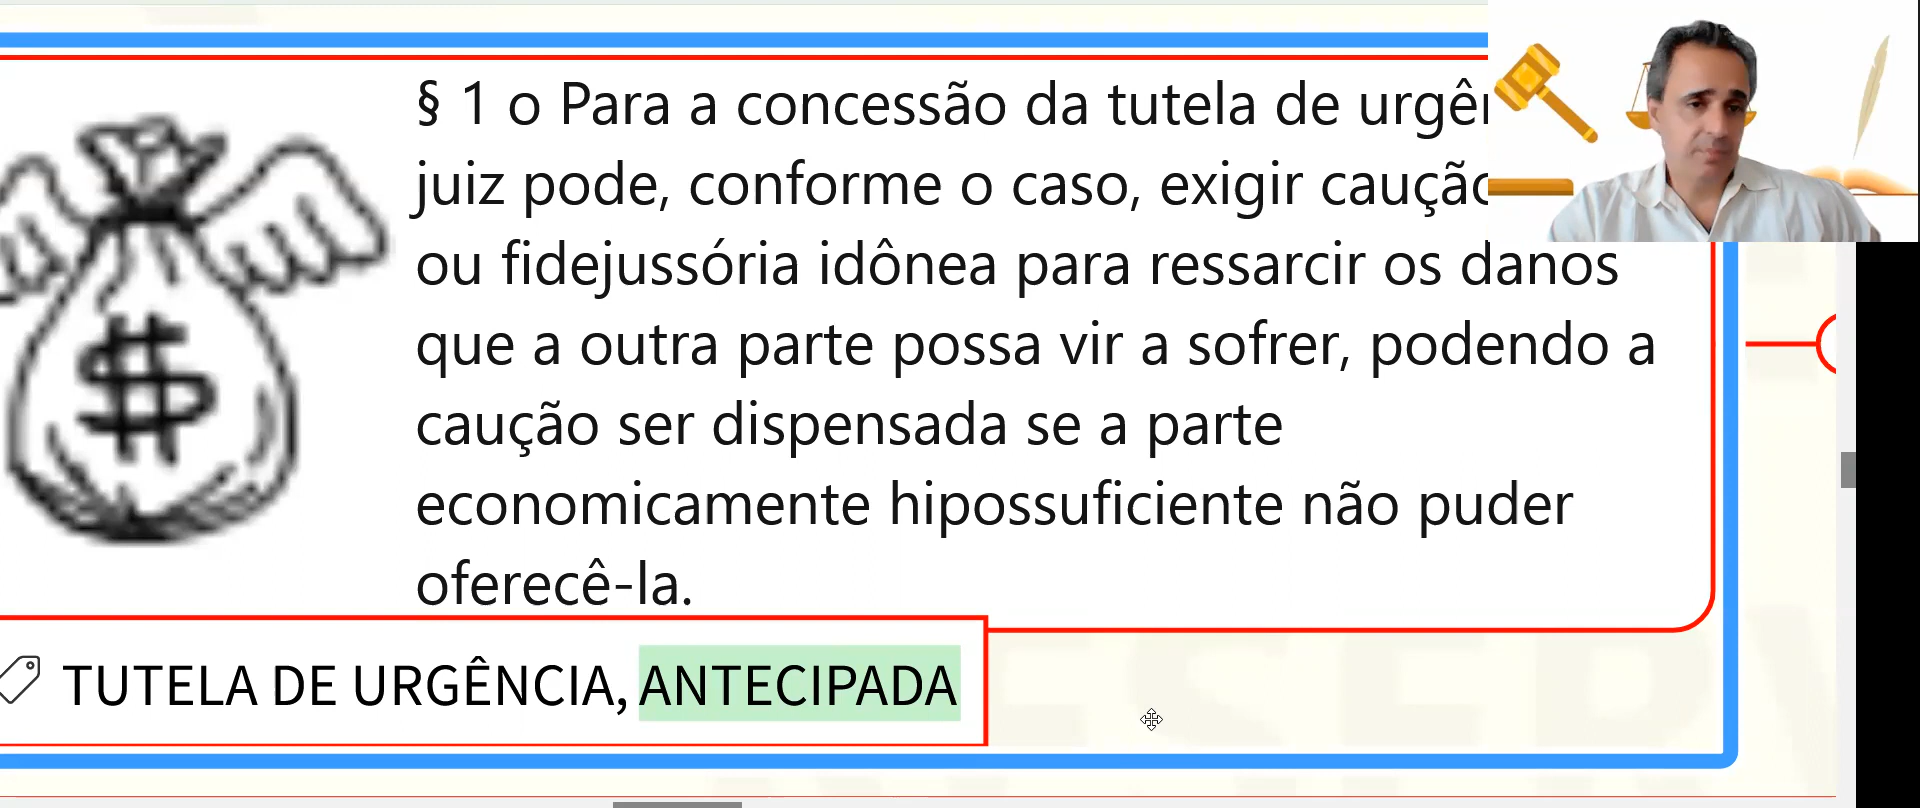 § 1 o Para a concessão da tutela de
juiz pode, conforme o caso, exigir
ou fidejussória idônea para ressarcir os danos
que a outra parte possa vir a sofrer, podendo a
caução ser dispensada se a parte
economicamente hipossuficiente não puder
oferecê-la.
TUTELA DE URGÊNCIA, ANTECIPADA